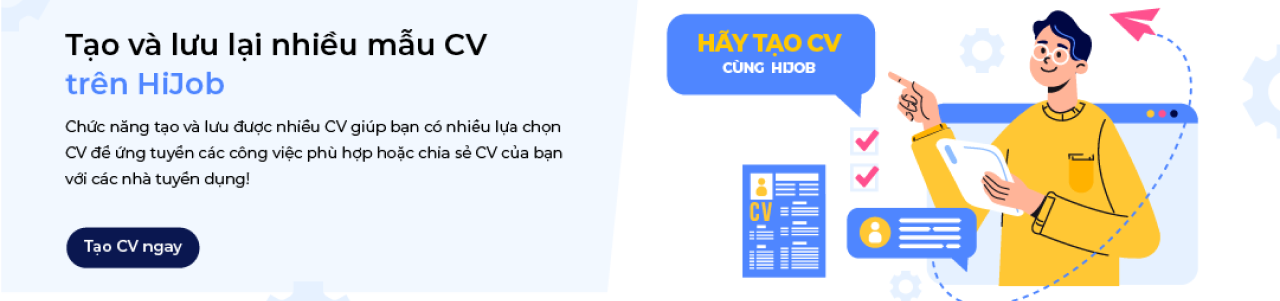 Tạo và lưu lại nhiều mẫu CV
trên HiJob
Chức năng tạo và lưu được nhiều CV giúp bạn có nhiều lựa chọn
CV để ứng tuyển các công việc phù hợp hoặc chia sẻ CV của bạn
với các nhà tuyển dụng!
Tạo CV ngay
HÃY TẠO CV
CÙNG HIJOB
CV